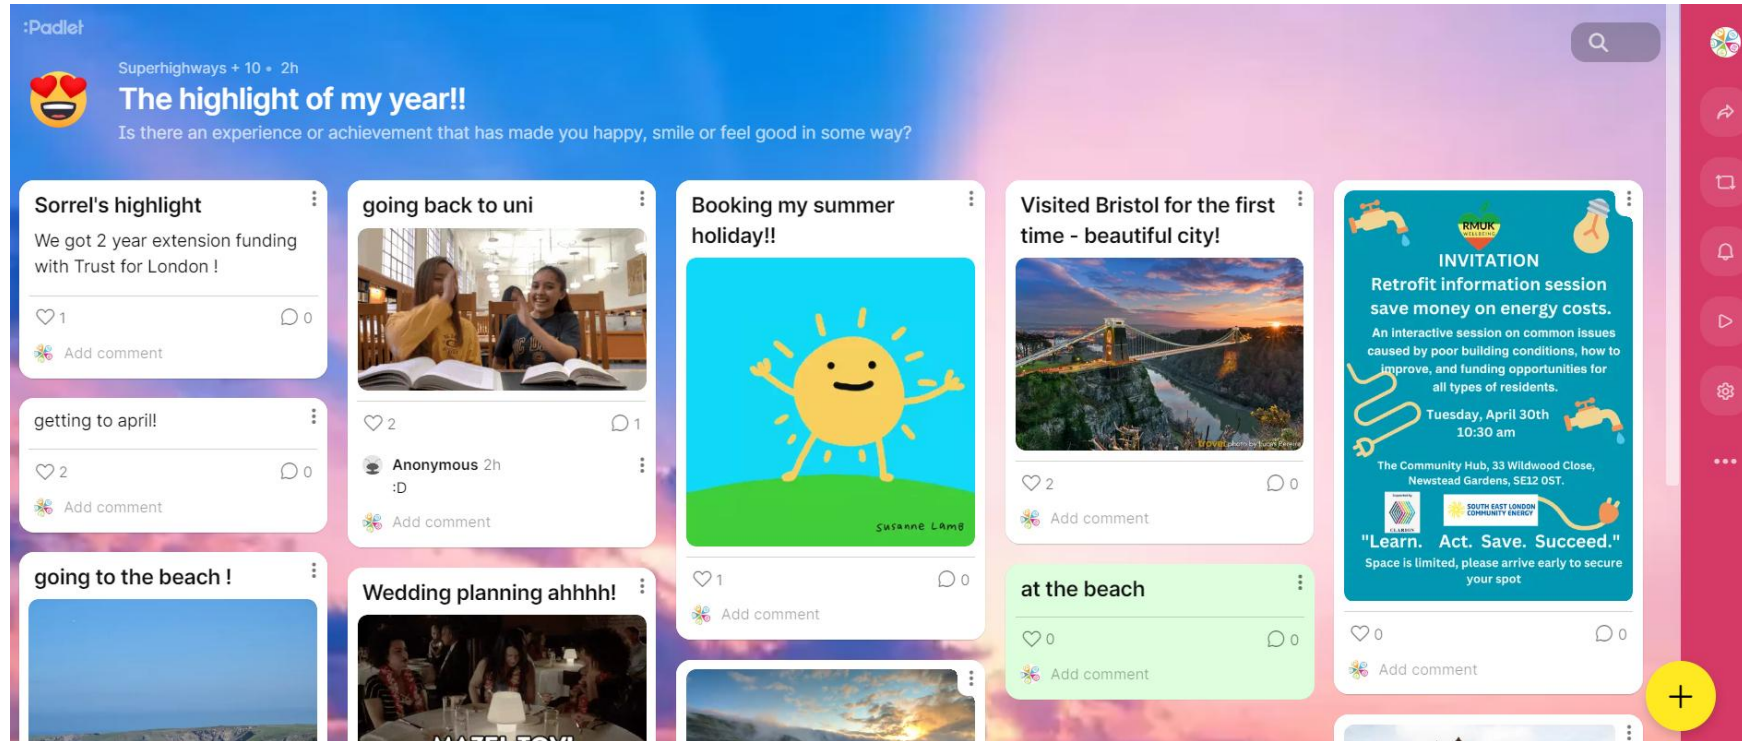 :Padlet
Superhighways + 10 • 2h
The highlight of my year!!
Is there an experience or achievement that has made you happy, smile or feel good in some way?
Sorrel's highlight
We got 2 year extension funding
with Trust for London !
1
0
Add comment
getting to april!
2
0
Add comment
going to the beach !
going back to uni
2
1
Anonymous 2h
:D
Add comment
Wedding planning ahhhh!
MAZEL TOV!
Booking my summer
holiday!!
Susanne Lamb
1
0
Add comment
Visited Bristol for the first
time - beautiful city!
2
0
Add comment
at the beach
0
0
Add comment
RMUK
WELLBEING
INVITATION
Retrofit information session
save money on energy costs.
An interactive session on common issues
caused by poor building conditions, how to
improve, and funding opportunities for
all types of residents.
Tuesday, April 30th
10:30 am
The Community Hub, 33 Wildwood Close,
Newstead Gardens, SE12 0ST.
CLARION
SOUTH EAST LONDON
COMMUNITY ENERGY
"Learn. Act. Save. Succeed."
Space is limited, please arrive early to secure
your spot
0
0
Add comment